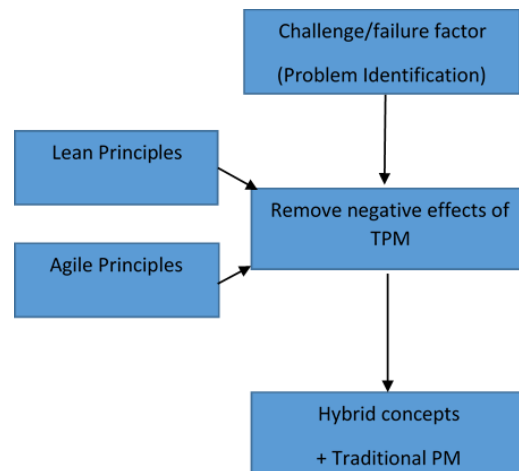 Challenge/failure factor
(Problem Identification)
Lean Principles
Remove negative effects of
TPM
Agile Principles
Hybrid concepts
+ Traditional PM